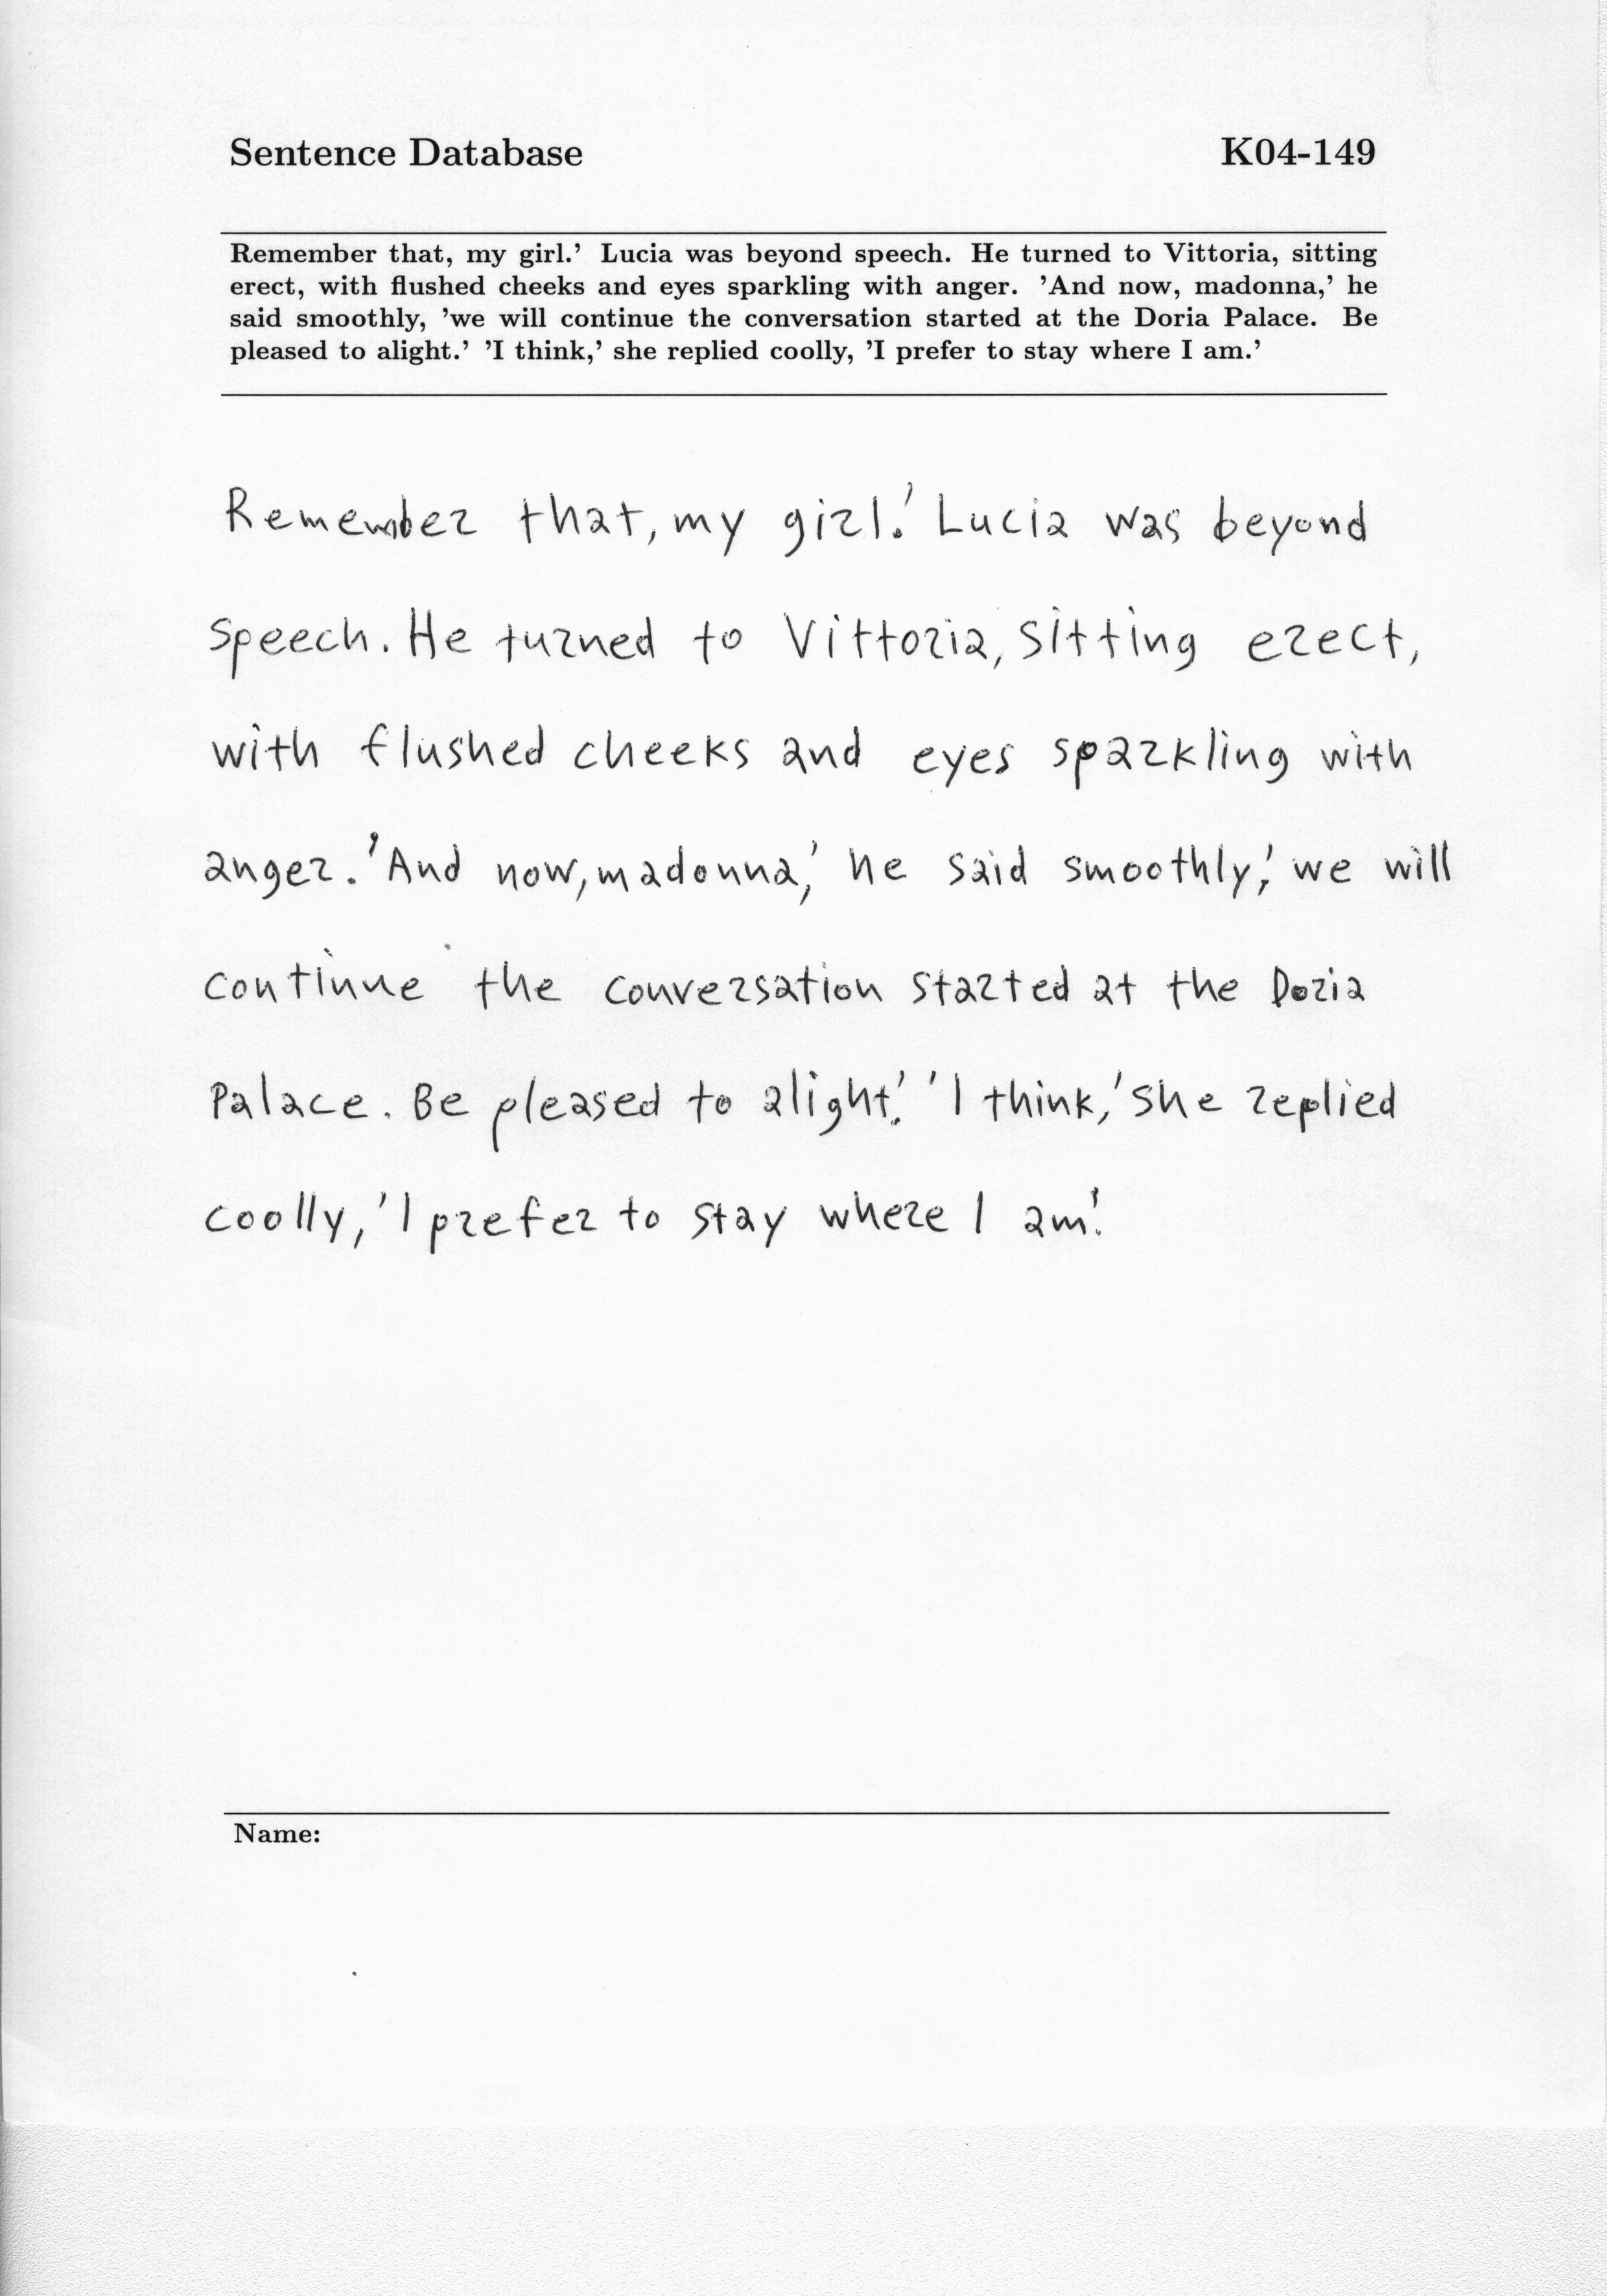 Sentence Database K04-149
Remember that, my girl.’ Lucia was beyond speech. He turned to Vittoria, sitting
erect, with flushed cheeks and eyes sparkling with anger. ’And now, madonna,’ he
said smoothly, ’we will continue the conversation started at the Doria Palace. Be
pleased to alight.’ ’I think,’ she replied coolly, ’I prefer to stay where I am.’
Remember that, my girl.' Lucia was beyond
speech. He turned to Vittoria, sitting erect,
with flushed cheeks and eyes sparkling with
anger. 'And now, madonna,' he said smoothly,' we will
continue the conversation started at the Doria
Palace. Be pleased to alight.' 'I think,' she replied
coolly, 'I prefer to stay where I am.'
Name: